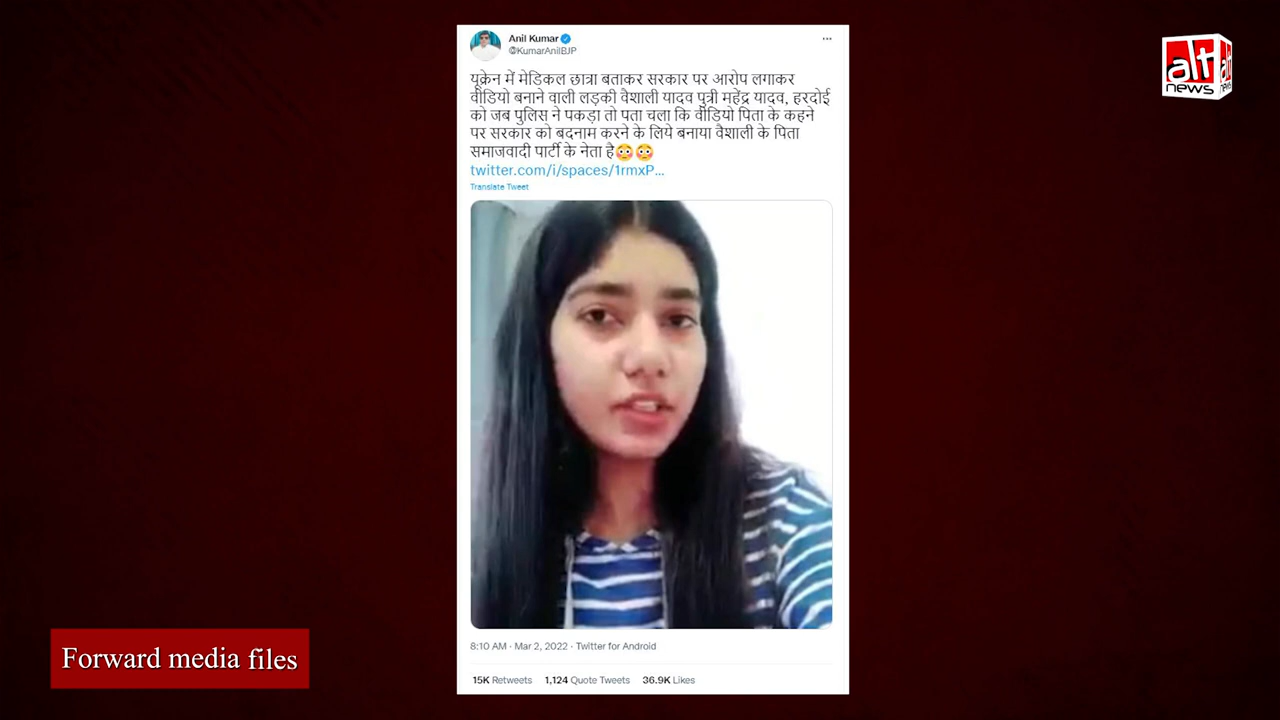 Anil Kumar
@KumarAnilBJP
यूक्रेन में मेडिकल छात्रा बताकर सरकार पर आरोप लगाकर
वीडियो बनाने वाली लड़की वैशाली यादव पुत्री महेंद्र यादव, हरदोई
को जब पुलिस ने पकड़ा तो पता चला कि वीडियो पिता के कहने
पर सरकार को बदनाम करने के लिये बनाया वैशाली के पिता
समाजवादी पार्टी के नेता है😳😳
twitter.com/i/spaces/1rmxP...
Translate Tweet
8:10 AM · Mar 2, 2022 · Twitter for Android
15K Retweets 1,124 Quote Tweets 36.9K Likes
alt
news
Forward media files